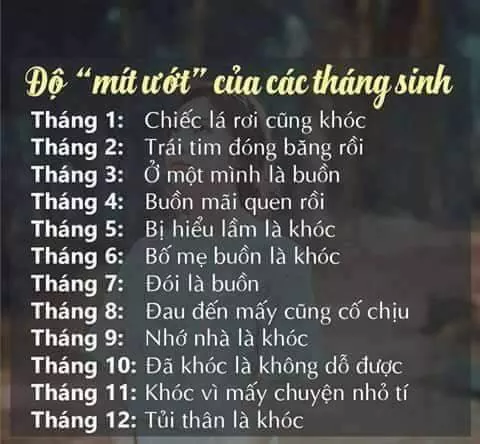 Độ “mít ướt” của các tháng sinh
Tháng 1: Chiếc lá rơi cũng khóc
Tháng 2: Trái tim đóng băng rồi
Tháng 3: Ở một mình là buồn
Tháng 4: Buồn mãi quen rồi
Tháng 5: Bị hiểu lầm là khóc
Tháng 6: Bố mẹ buồn là khóc
Tháng 7: Đói là buồn
Tháng 8: Đau đến mấy cũng cố chịu
Tháng 9: Nhớ nhà là khóc
Tháng 10: Đã khóc là không dỗ được
Tháng 11: Khóc vì mấy chuyện nhỏ tí
Tháng 12: Tủi thân là khóc